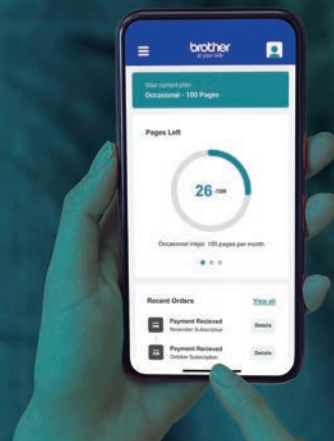 brother
at your side
Your current plan:
Occasional - 100 Pages
Pages Left
26 /100
Occasional Inkjet: 100 pages per month
Recent Orders View all
Payment Recieved
November Subscription
Details
Payment Recieved
October Subscription
Details